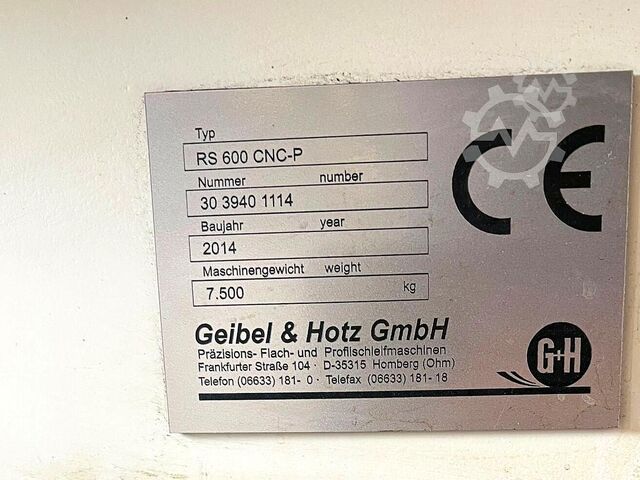 Typ
RS 600 CNC-P
Nummer number
30 3940 1114
Baujahr year
2014
Maschinengewicht weight
7.500 kg
Geibel & Hotz GmbH
Präzisions- Flach- und Profilschleifmaschinen
Frankfurter Straße 104 · D-35315 Homberg (Ohm)
Telefon (06633) 181- 0 · Telefax (06633) 181- 18
CE
G+H